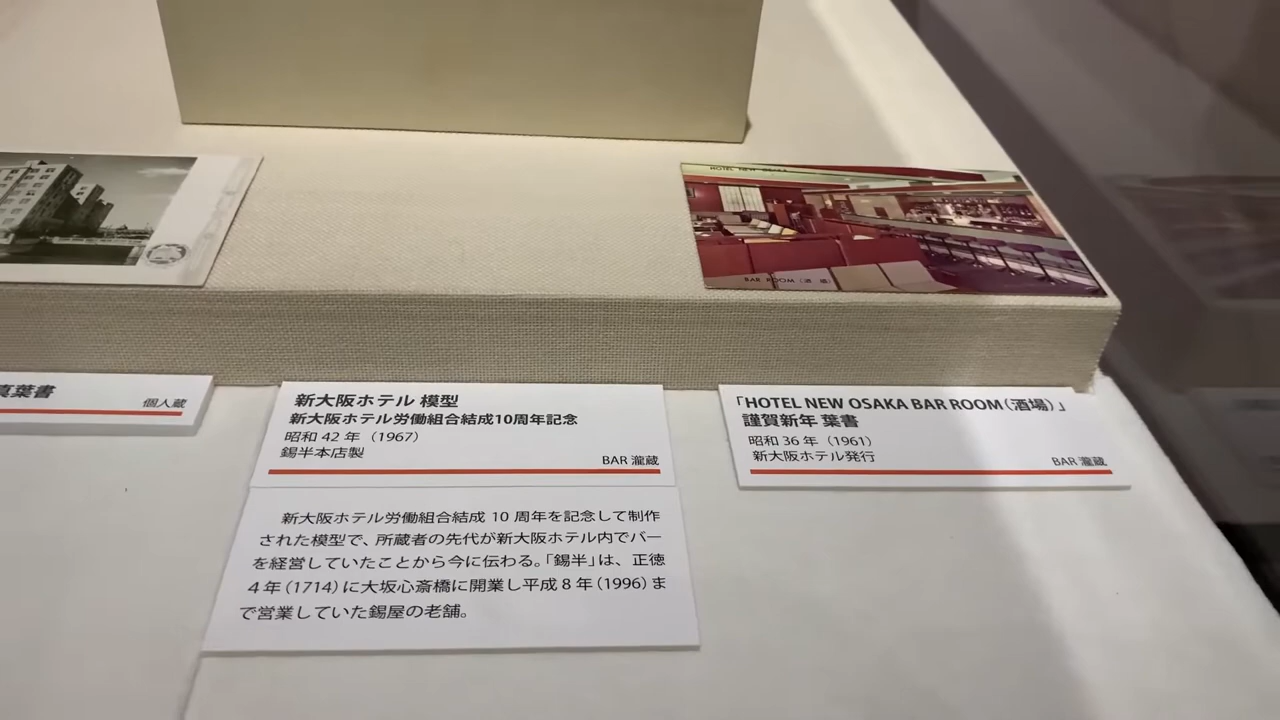 HOTEL NEW OSAKA
BAR ROOM（酒 場）
真葉書
個人蔵
新大阪ホテル 模型
新大阪ホテル労働組合結成10周年記念
昭和 42 年（1967）
錫半本店製
BAR 瀧蔵
新大阪ホテル労働組合結成 10 周年を記念して制作
された模型で、所蔵者の先代が新大阪ホテル内でバー
を経営していたことから今に伝わる。「錫半」は、正徳
4 年（1714）に大坂心斎橋に開業し平成 8 年（1996）ま
で営業していた錫屋の老舗。
「HOTEL NEW OSAKA BAR ROOM（酒場）」
謹賀新年 葉書
昭和 36 年（1961）
新大阪ホテル発行
BAR 瀧蔵